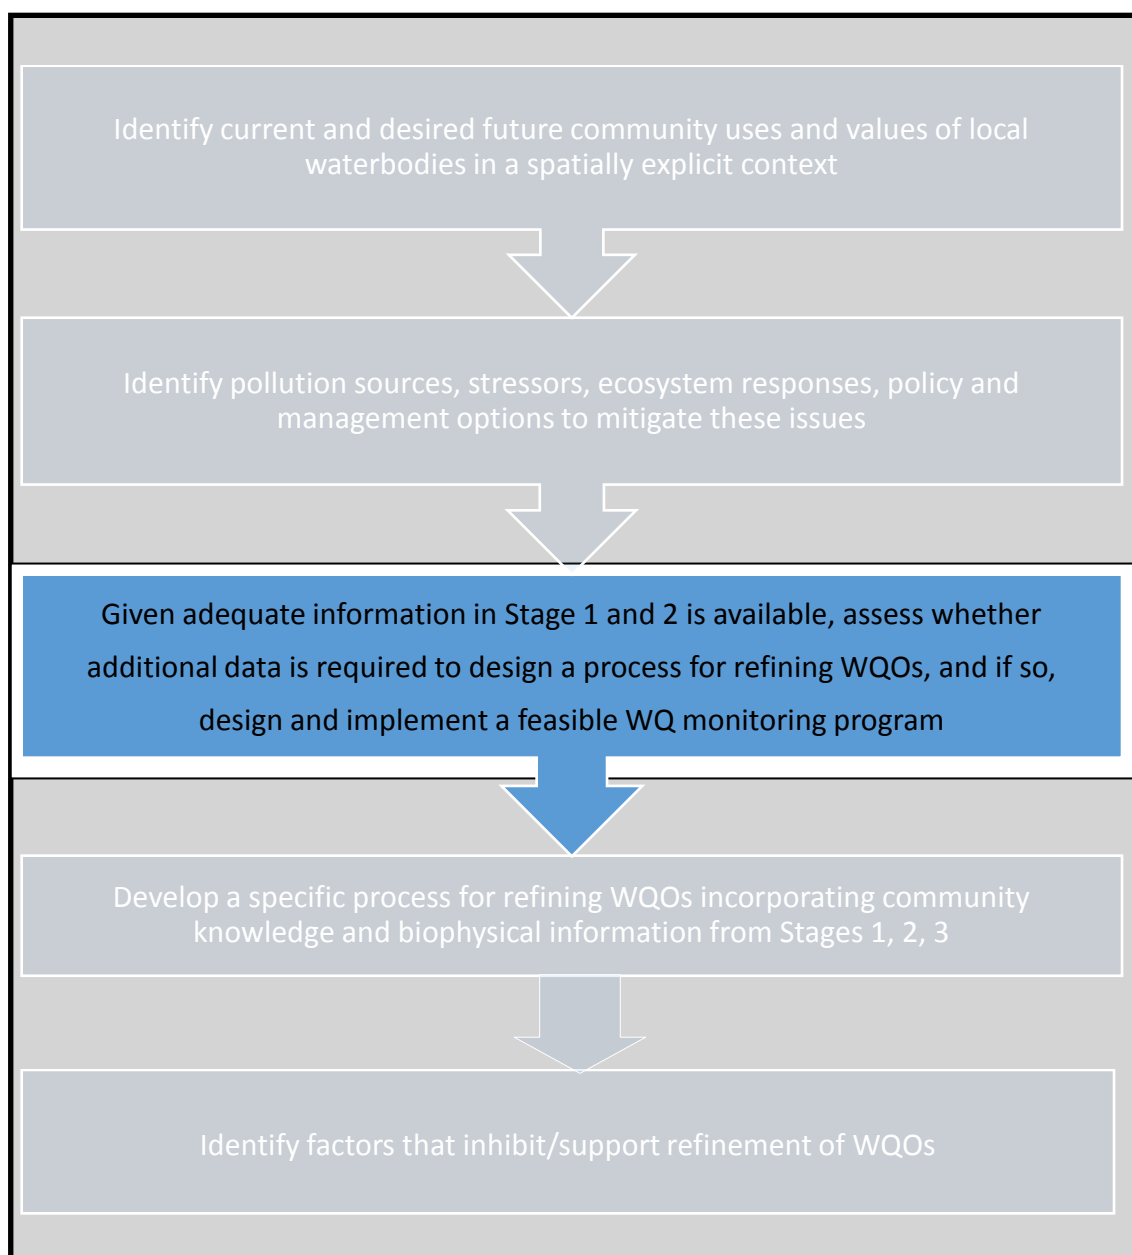 Identify current and desired future community uses and values of local
waterbodies in a spatially explicit context
Identify pollution sources, stressors, ecosystem responses, policy and
management options to mitigate these issues
Given adequate information in Stage 1 and 2 is available, assess whether
additional data is required to design a process for refining WQOs, and if so,
design and implement a feasible WQ monitoring program
Develop a specific process for refining WQOs incorporating community
knowledge and biophysical information from Stages 1, 2, 3
Identify factors that inhibit/support refinement of WQOs